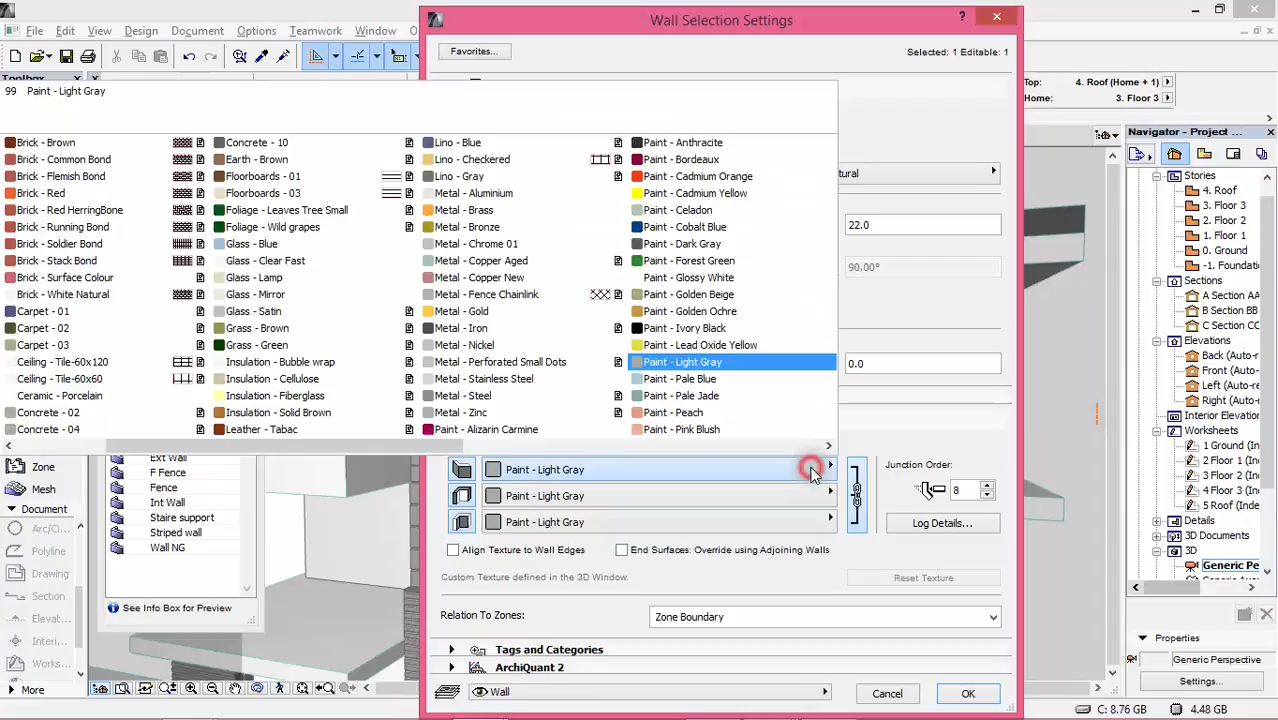 Wall Selection Settings
File Edit View Design Document Options Teamwork Window
Favorites...
Selected: 1 Editable: 1
Toolbox
99 Paint - Light Gray
Top: 4. Roof (Home + 1)
Home: 3. Floor 3
Navigator - Project ...
Brick - Brown
Brick - Common Bond
Brick - Flemish Bond
Brick - Red
Brick - Red HerringBone
Brick - Running Bond
Brick - Soldier Bond
Brick - Stack Bond
Brick - Surface Colour
Brick - White Natural
Carpet - 01
Carpet - 02
Carpet - 03
Ceiling - Tile-60x120
Ceiling - Tile-60x60
Ceramic - Porcelain
Concrete - 02
Concrete - 04
Concrete - 10
Earth - Brown
Floorboards - 01
Floorboards - 03
Foliage - Leaves Tree Small
Foliage - Wild grapes
Glass - Blue
Glass - Clear Fast
Glass - Lamp
Glass - Mirror
Glass - Satin
Grass - Brown
Grass - Green
Insulation - Bubble wrap
Insulation - Cellulose
Insulation - Fiberglass
Insulation - Solid Brown
Leather - Tabac
Lino - Blue
Lino - Checkered
Lino - Gray
Metal - Aluminium
Metal - Brass
Metal - Bronze
Metal - Chrome 01
Metal - Copper Aged
Metal - Copper New
Metal - Fence Chainlink
Metal - Gold
Metal - Iron
Metal - Nickel
Metal - Perforated Small Dots
Metal - Stainless Steel
Metal - Steel
Metal - Zinc
Paint - Alizarin Carmine
Paint - Anthracite
Paint - Bordeaux
Paint - Cadmium Orange
Paint - Cadmium Yellow
Paint - Celadon
Paint - Cobalt Blue
Paint - Dark Gray
Paint - Forest Green
Paint - Glossy White
Paint - Golden Beige
Paint - Golden Ochre
Paint - Ivory Black
Paint - Lead Oxide Yellow
Paint - Light Gray
Paint - Pale Blue
Paint - Pale Jade
Paint - Peach
Paint - Pink Blush
tural
22.0
90.00°
0.0
Stories
4. Roof
3. Floor 3
2. Floor 2
1. Floor 1
0. Ground
-1. Foundatio
Sections
A Section AA
B Section BB
C Section CC
Elevations
Back (Auto-r
Front (Auto-
Left (Auto-re
Right (Auto-
Interior Elevation
Worksheets
1 Ground (Ind
2 Floor 1 (Ind
3 Floor 2 (Ind
4 Floor 3 (Ind
5 Roof (Indep
Details
3D Documents
3D
Generic Pe
Generic Axo
Zone
Mesh
Document
Arc/Ci...
Polyline
Drawing
Section
Elevat...
Interi...
Works...
More
Ext Wall
F Fence
Fence
Int Wall
Staire support
Striped wall
Wall NG
See Info Box for Preview
Paint - Light Gray
Paint - Light Gray
Paint - Light Gray
Junction Order:
8
Log Details...
Align Texture to Wall Edges
End Surfaces: Override using Adjoining Walls
Custom Texture defined in the 3D Window.
Reset Texture
Relation To Zones:
Zone Boundary
Tags and Categories
ArchiQuant 2
Wall
Cancel
OK
Properties
Generic Perspective
Settings...
C: 8.76 GB
4.48 GB